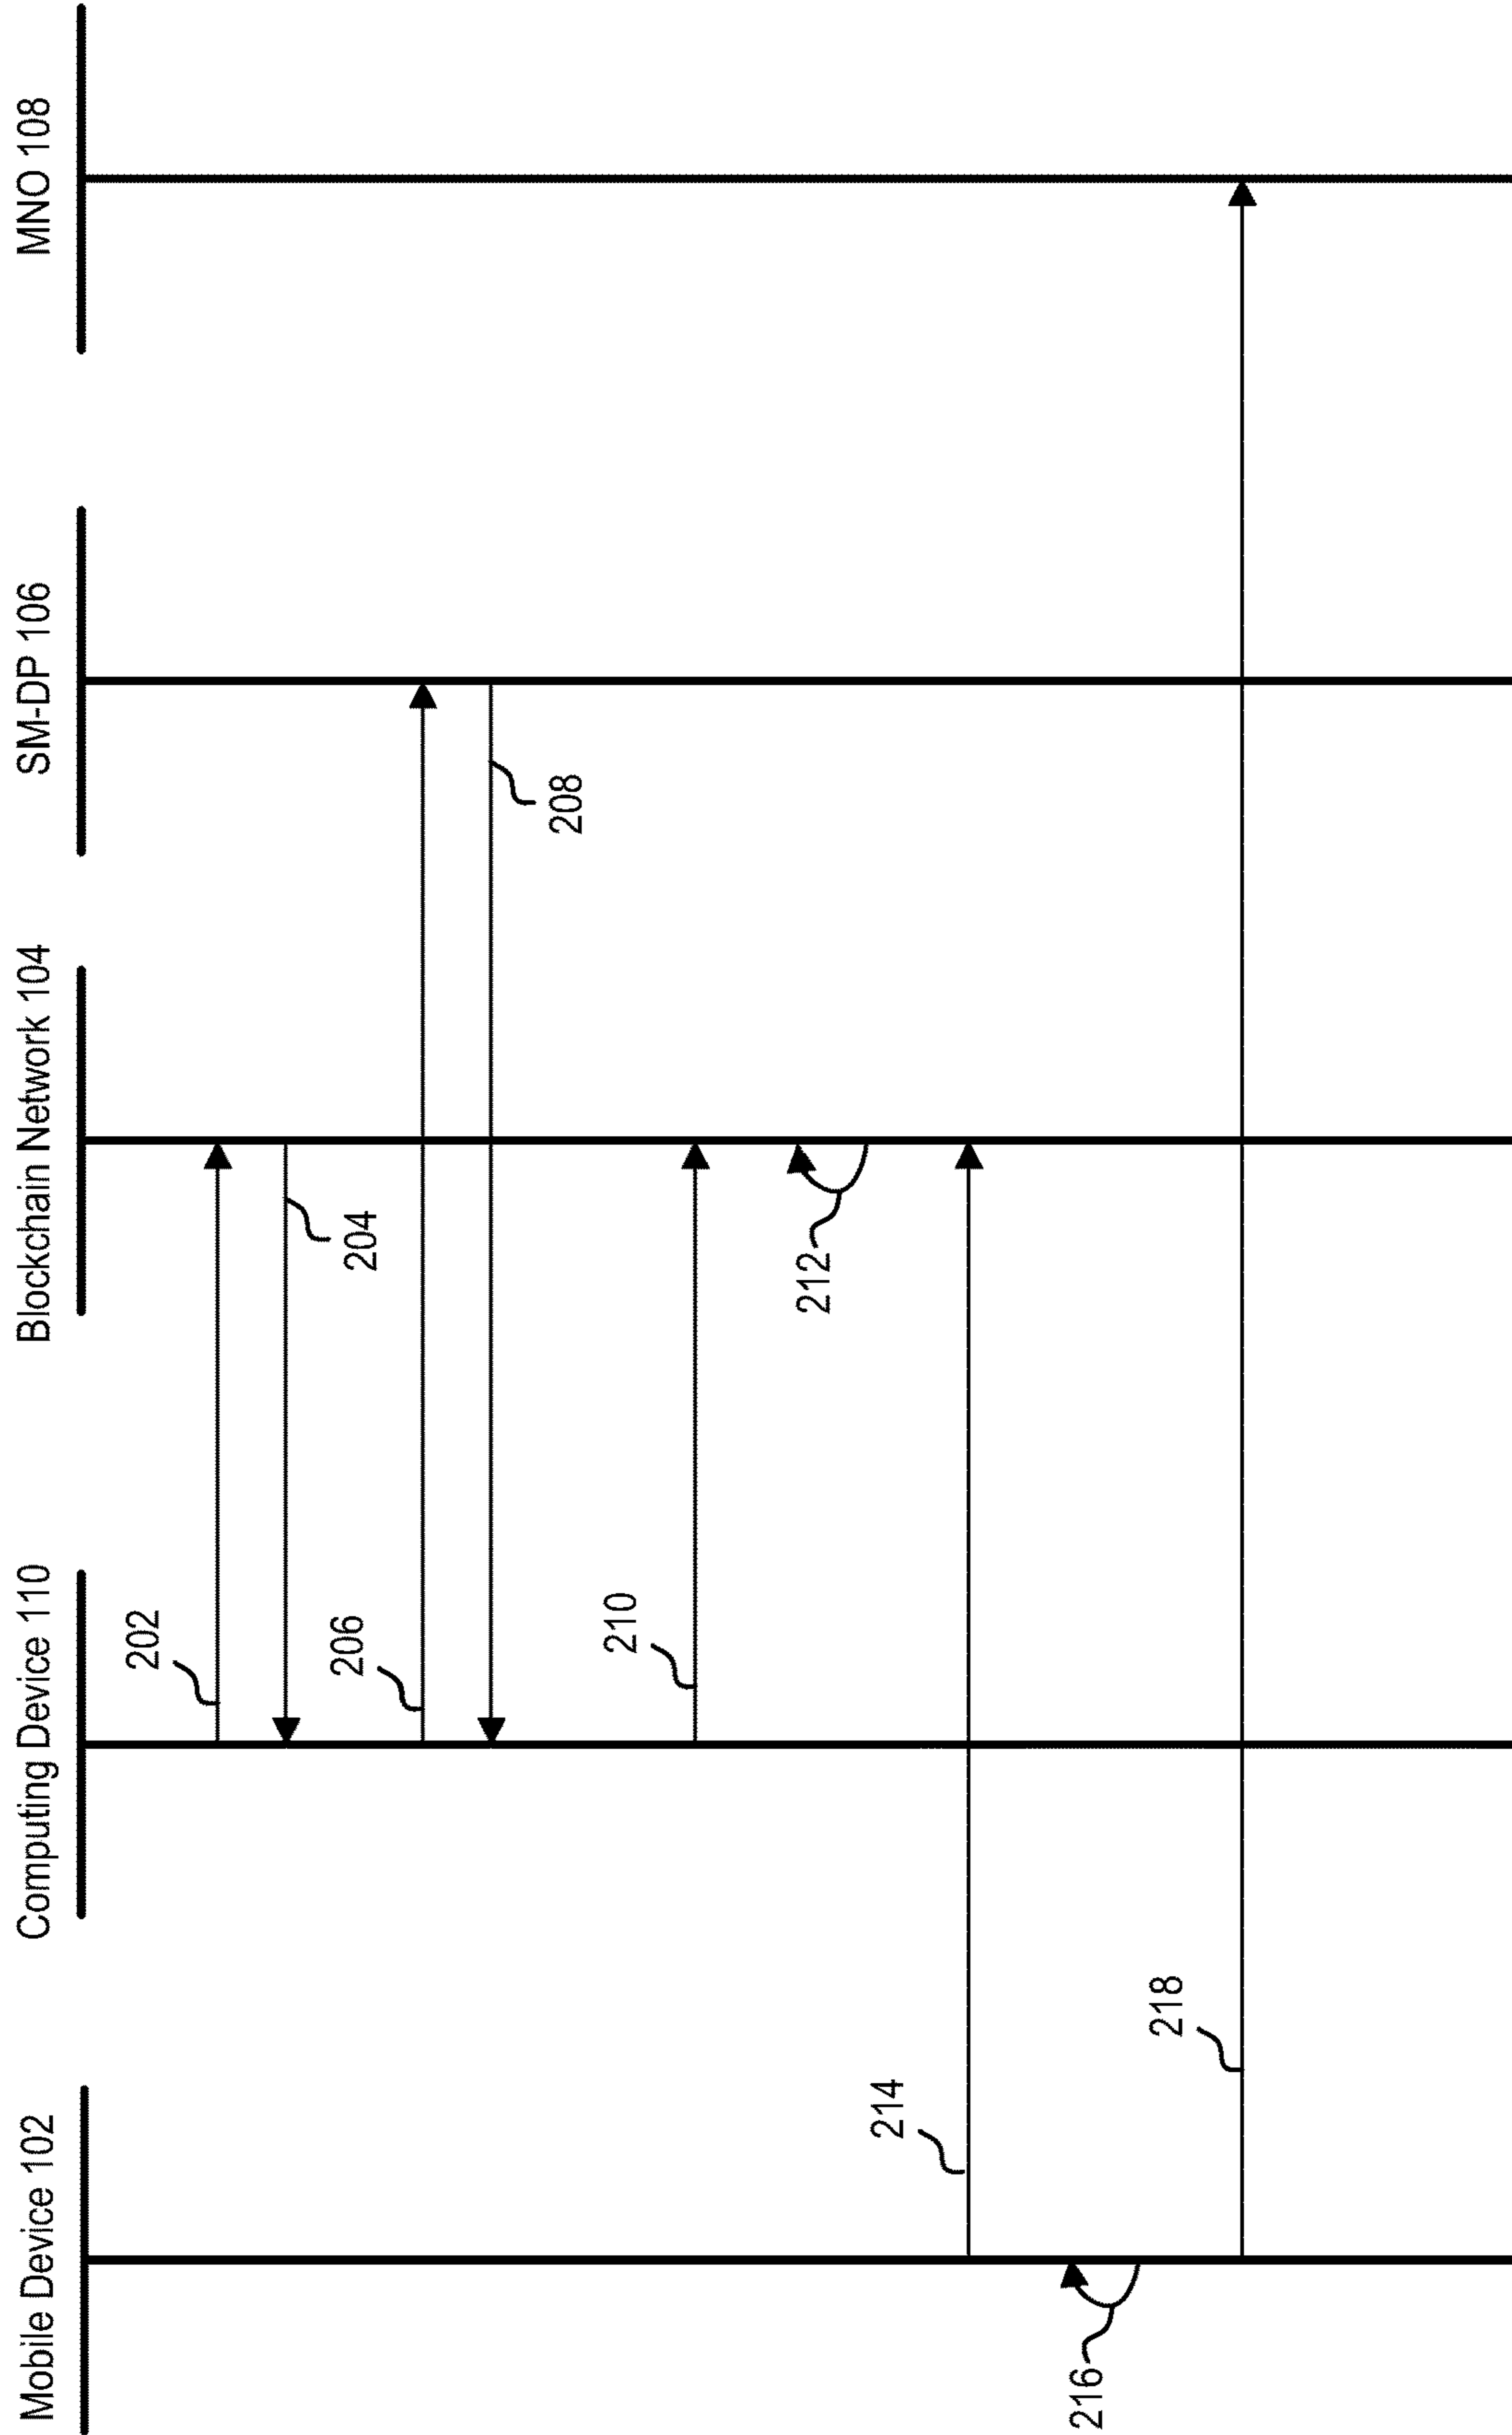 Mobile Device 102
Computing Device 110
Blockchain Network 104
SM-DP 106
MNO 108
202
204
206
208
210
212
214
216
218